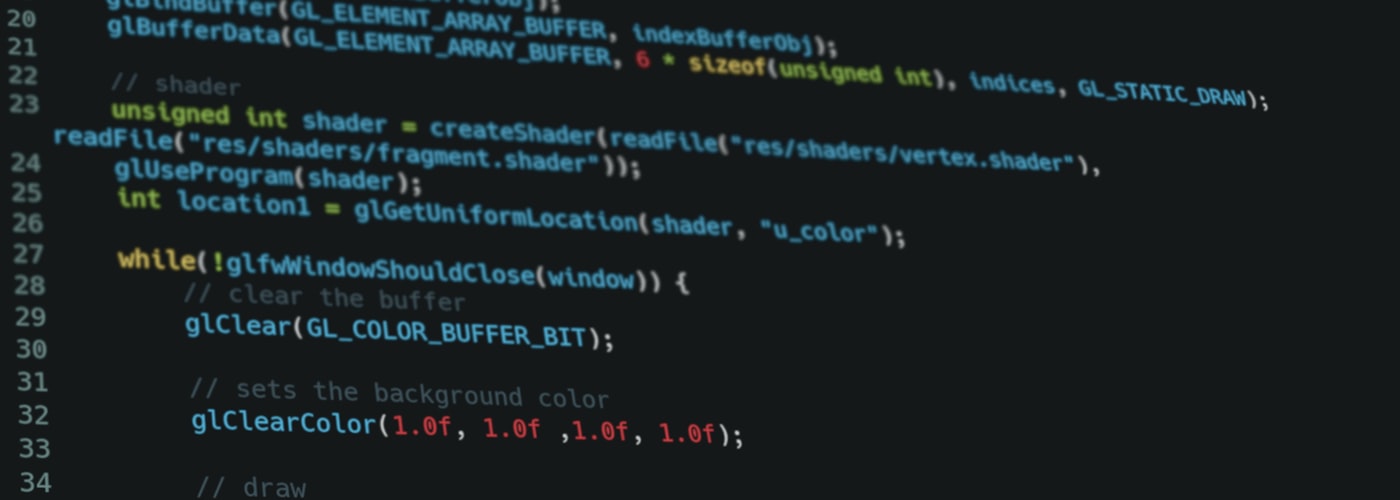 20 glBindBuffer(GL_ELEMENT_ARRAY_BUFFER, indexBufferObj);
21 glBufferData(GL_ELEMENT_ARRAY_BUFFER, 6 * sizeof(unsigned int), indices, GL_STATIC_DRAW);
22 // shader
23 unsigned int shader = createShader(readFile("res/shaders/vertex.shader"),
readFile("res/shaders/fragment.shader"));
24 glUseProgram(shader);
25 int location1 = glGetUniformLocation(shader, "u_color");
26
27 while(!glfwWindowShouldClose(window)) {
28 // clear the buffer
29 glClear(GL_COLOR_BUFFER_BIT);
30
31 // sets the background color
32 glClearColor(1.0f, 1.0f ,1.0f, 1.0f);
33
34 // draw